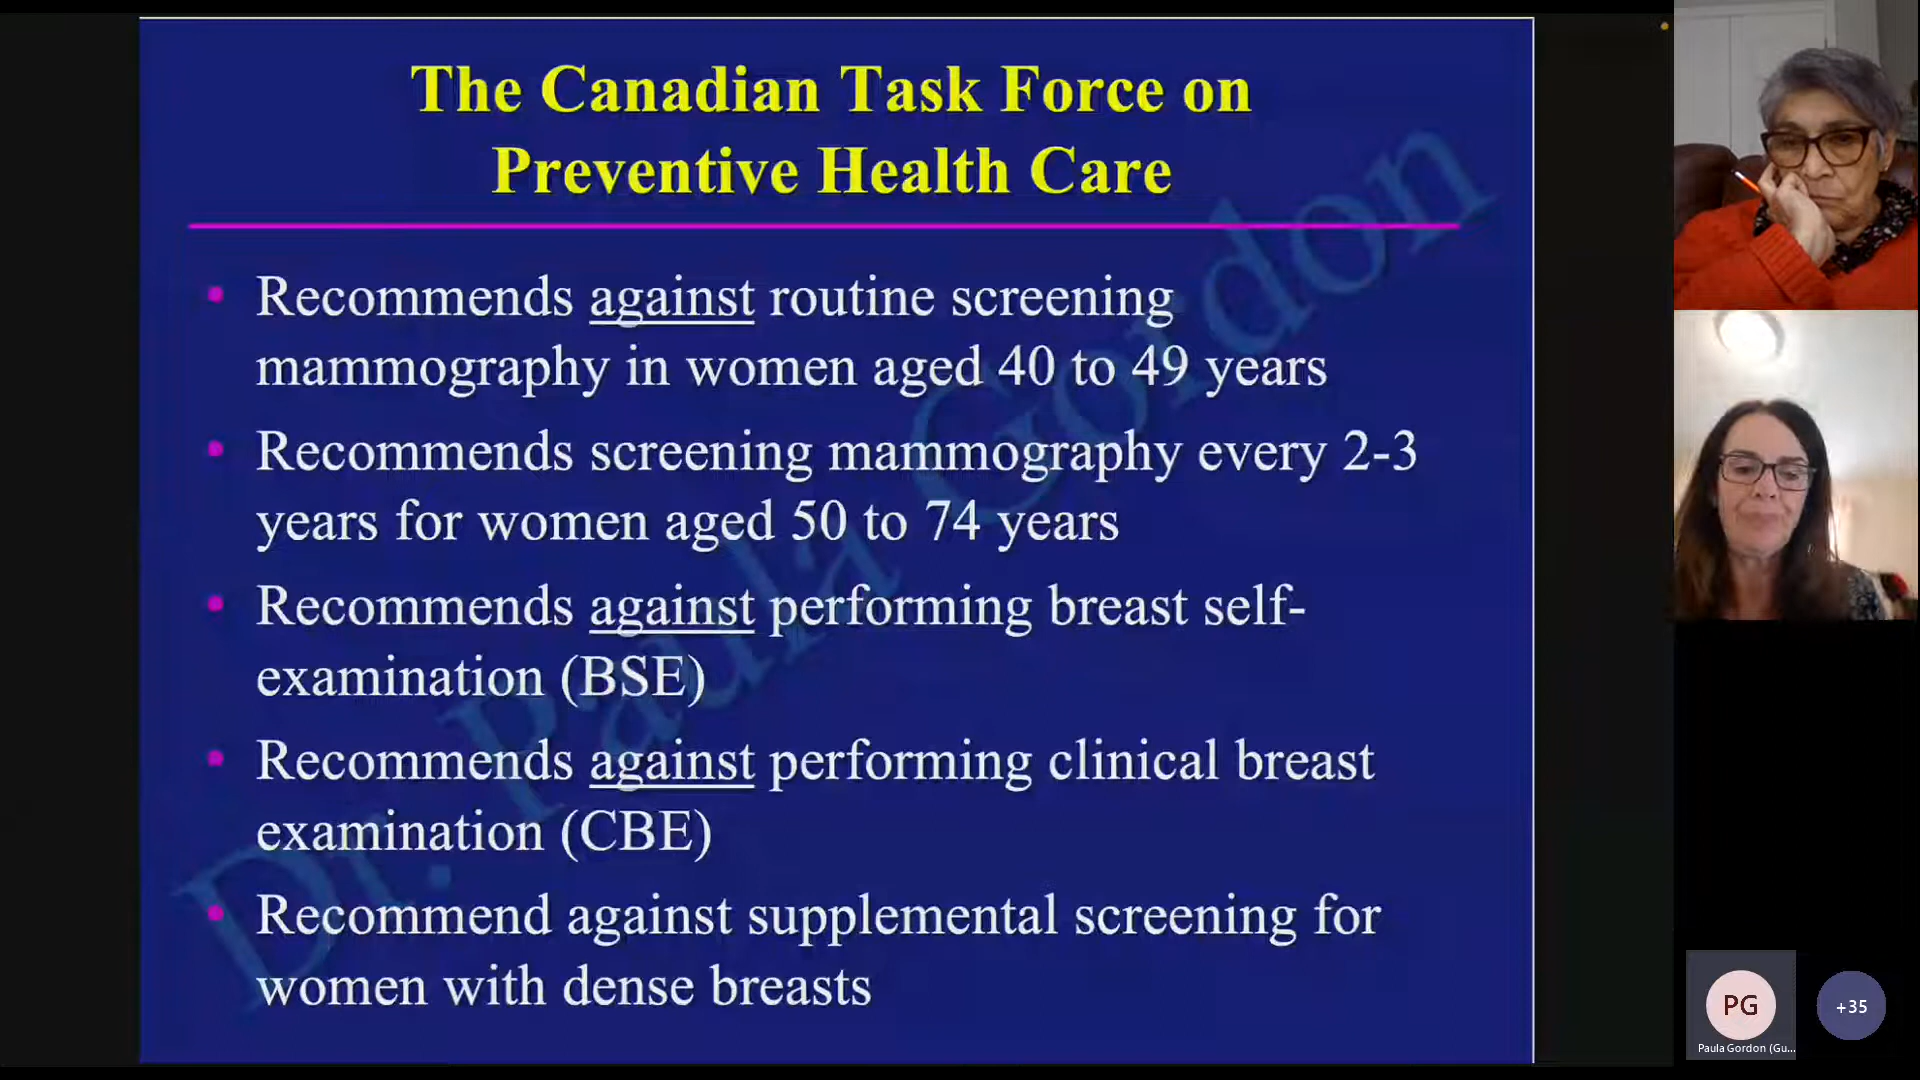 The Canadian Task Force on
Preventive Health Care
• Recommends against routine screening
mammography in women aged 40 to 49 years
• Recommends screening mammography every 2-3
years for women aged 50 to 74 years
• Recommends against performing breast self-
examination (BSE)
• Recommends against performing clinical breast
examination (CBE)
• Recommend against supplemental screening for
women with dense breasts
Dr. Paula Gordon
PG
Paula Gordon (Gu...
+35